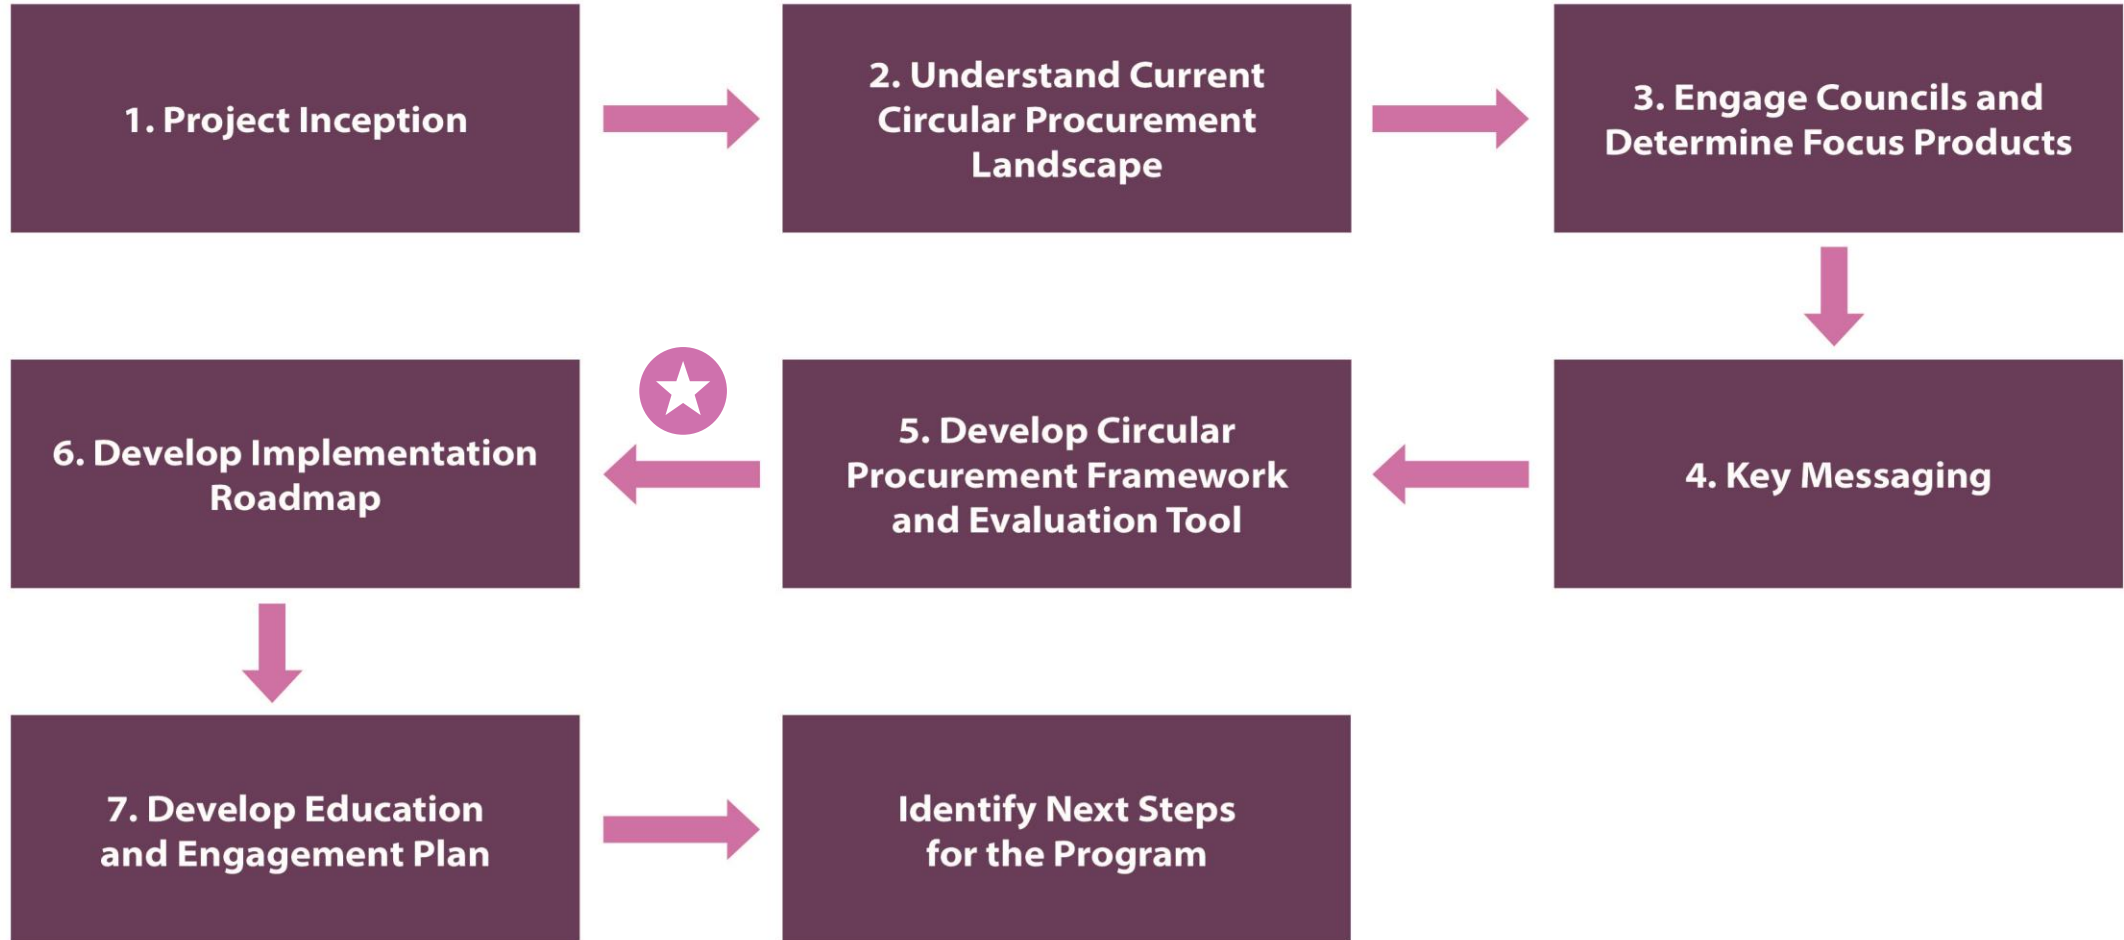 1. Project Inception
2. Understand Current
Circular Procurement
Landscape
3. Engage Councils and
Determine Focus Products
4. Key Messaging
5. Develop Circular
Procurement Framework
and Evaluation Tool
6. Develop Implementation
Roadmap
7. Develop Education
and Engagement Plan
Identify Next Steps
for the Program